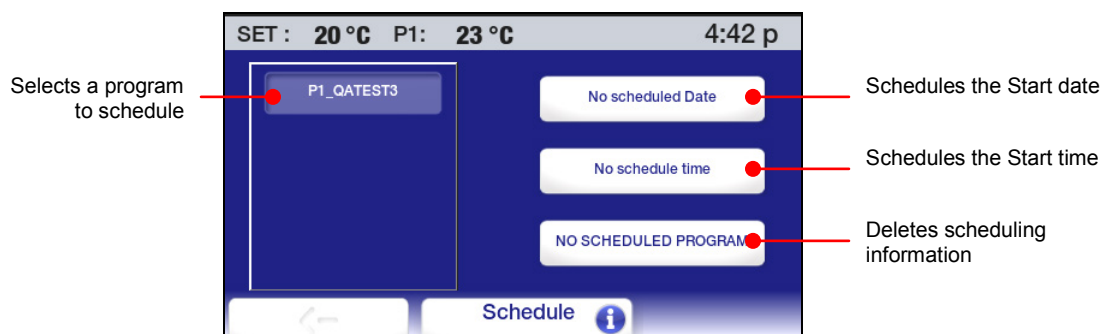 SET : 20 °C P1: 23 °C 4:42 p
Selects a program
to schedule
P1_QATEST3
No scheduled Date
Schedules the Start date
No schedule time
Schedules the Start time
NO SCHEDULED PROGRAM
Deletes scheduling
information
Schedule